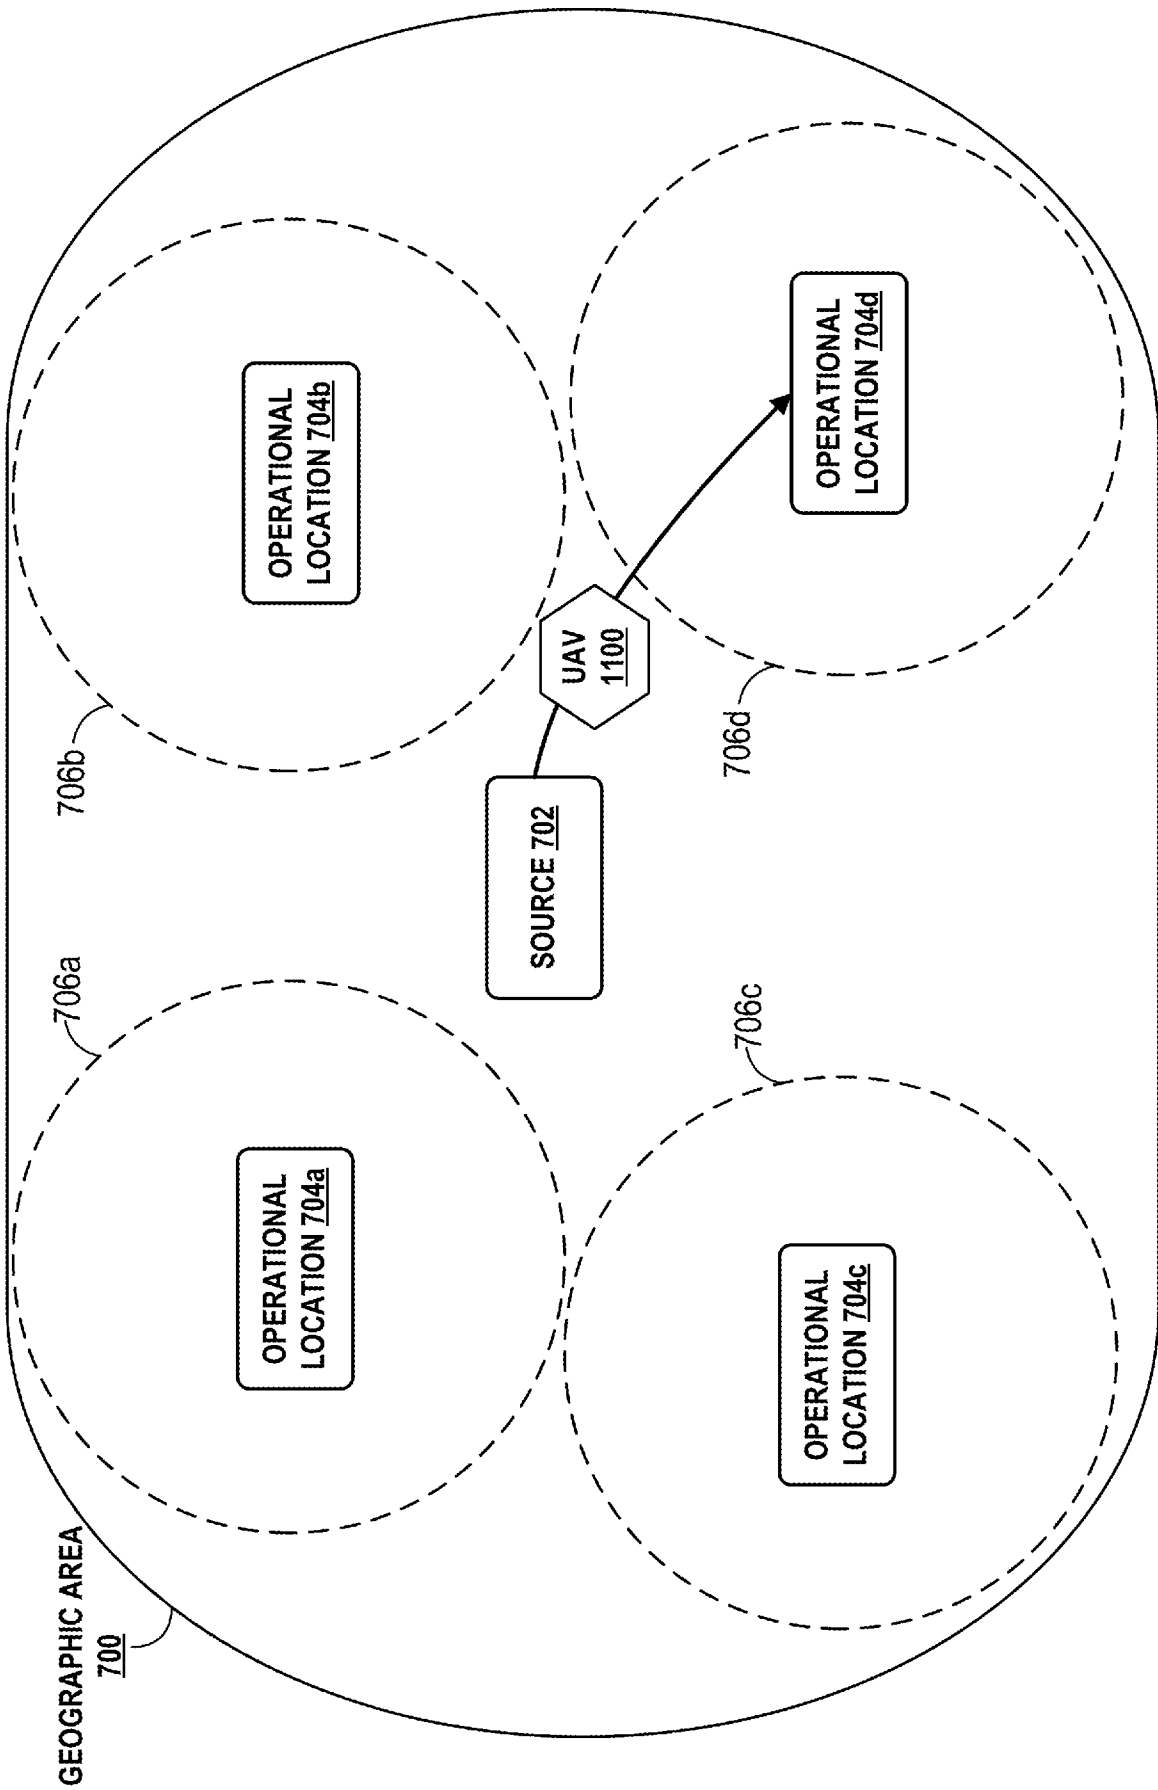 GEOGRAPHIC AREA
700
706a
706b
OPERATIONAL
LOCATION 704a
OPERATIONAL
LOCATION 704b
SOURCE 702
UAV
1100
706c
706d
OPERATIONAL
LOCATION 704c
OPERATIONAL
LOCATION 704d